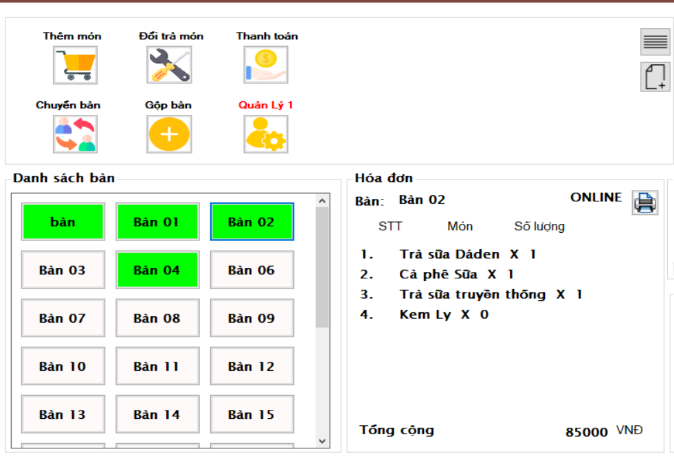 Thêm món Đổi trả món Thanh toán
Chuyển bàn Gộp bàn Quản Lý 1
Danh sách bàn
bàn Bàn 01 Bàn 02
Bàn 03 Bàn 04 Bàn 06
Bàn 07 Bàn 08 Bàn 09
Bàn 10 Bàn 11 Bàn 12
Bàn 13 Bàn 14 Bàn 15
Hóa đơn
Bàn: Bàn 02 ONLINE
STT Món Số lượng
1. Trà sữa Dáden X 1
2. Cà phê Sữa X 1
3. Trà sữa truyền thống X 1
4. Kem Ly X 0
Tổng cộng 85000 VNĐ